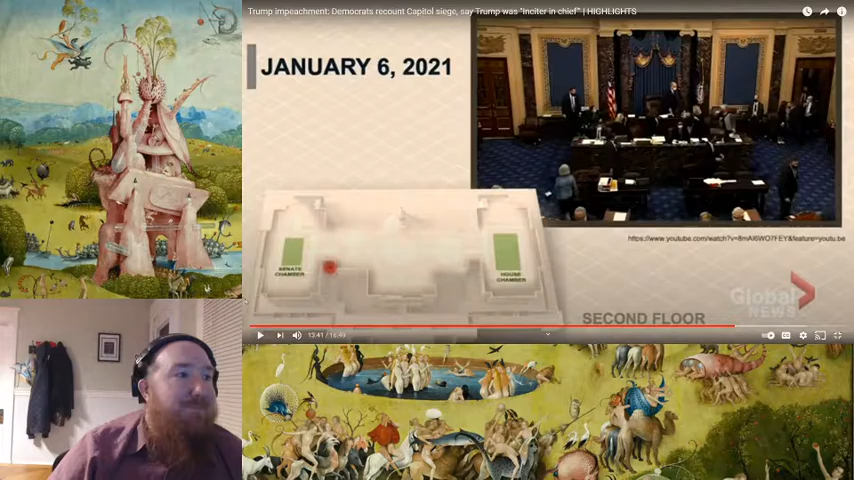 Trump impeachment: Democrats recount Capitol siege, say Trump was "inciter in chief" | HIGHLIGHTS
JANUARY 6, 2021
https://www.youtube.com/watch?v=8mAl6WO7FEY&feature=youtu.be
SENATE
CHAMBER
HOUSE
CHAMBER
Global
NEWS
SECOND FLOOR
13:41 / 16:49